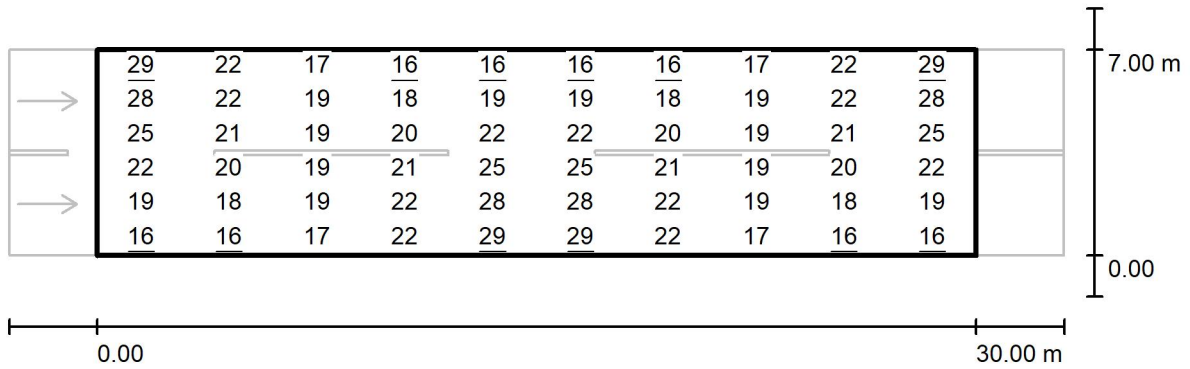 29 22 17 16 16 16 16 17 22 29
7.00 m
28 22 19 18 19 19 18 19 22 28
25 21 19 20 22 22 20 19 21 25
22 20 19 21 25 25 21 19 20 22
19 18 19 22 28 28 22 19 18 19
16 16 17 22 29 29 22 17 16 16
0.00
0.00 30.00 m